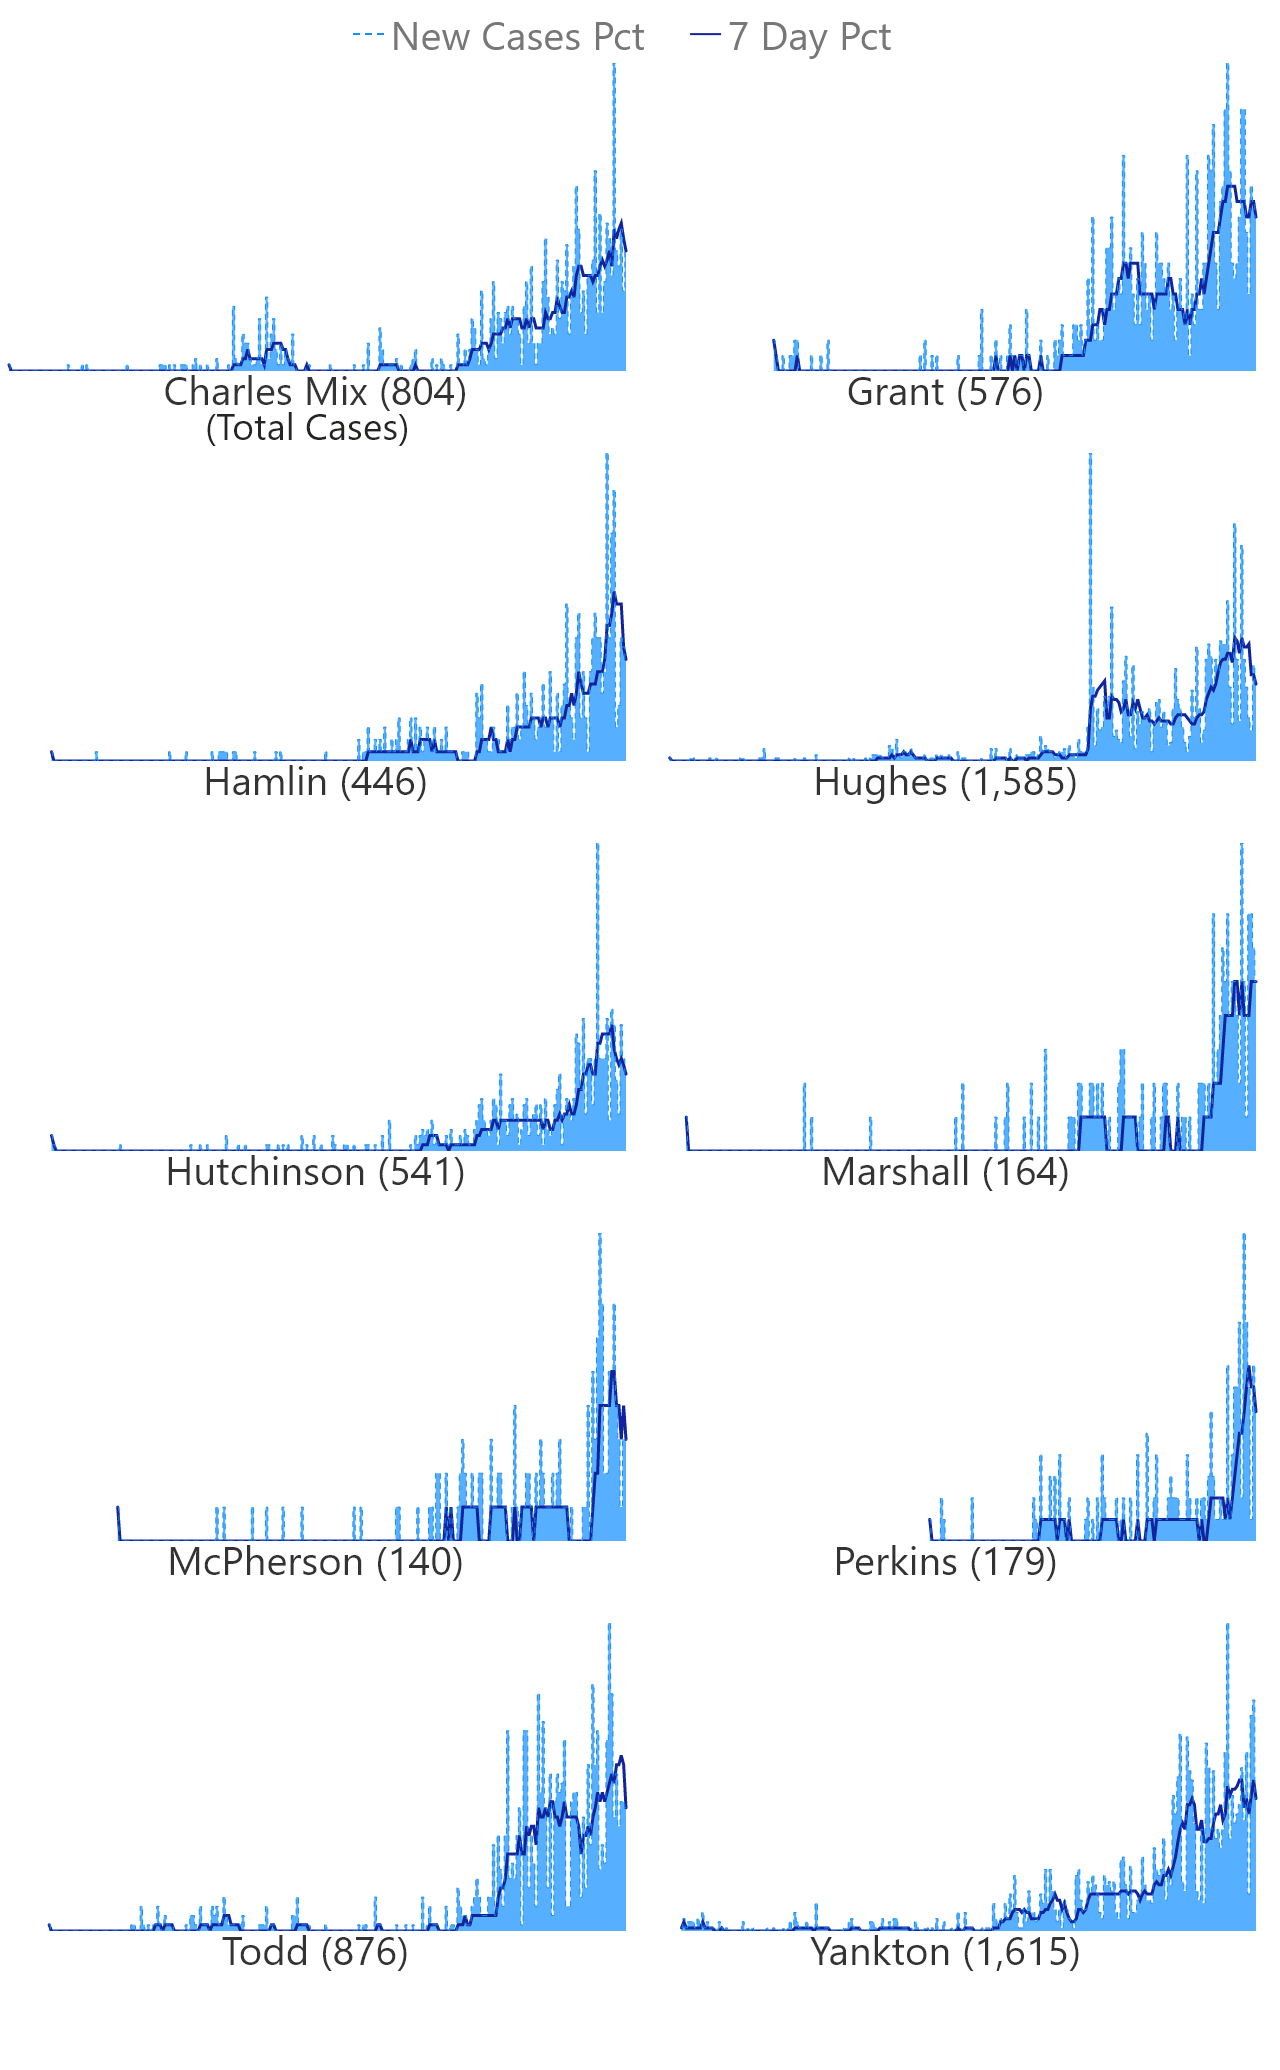 New Cases Pct 7 Day Pct
Charles Mix (804)
(Total Cases)
Grant (576)
Hamlin (446)
Hughes (1,585)
Hutchinson (541)
Marshall (164)
McPherson (140)
Perkins (179)
Todd (876)
Yankton (1,615)